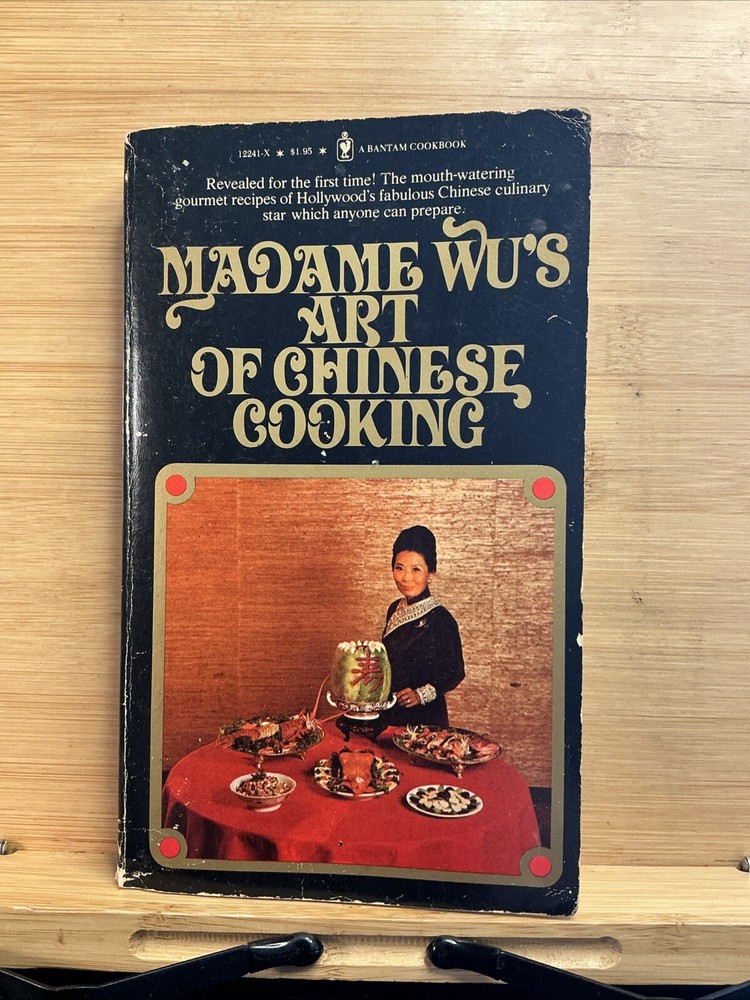 12241-X ★ $1.95 ★ A BANTAM COOKBOOK
Revealed for the first time! The mouth-watering
gourmet recipes of Hollywood's fabulous Chinese culinary
star which anyone can prepare.
MADAME WU'S
ART
OF CHINESE
COOKING
壽